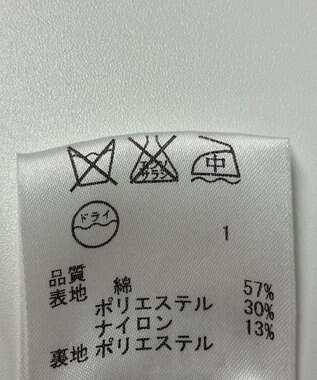 エンソ
サラシ
中
ドライ
1
品質
表地 綿 57%
ポリエステル 30%
ナイロン 13%
裏地 ポリエステル